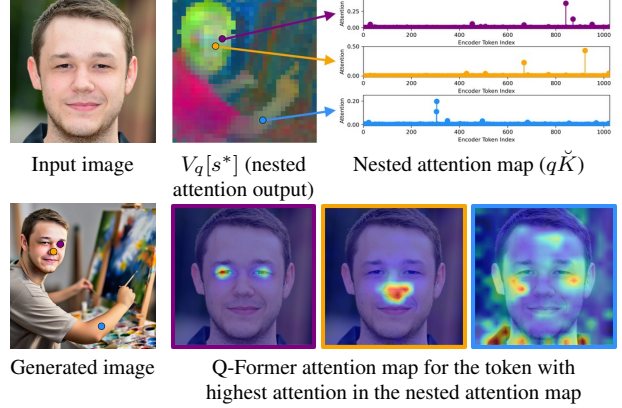 Attention
0.25
0.00
0
200
400
600
800
1000
Encoder Token Index
Attention
0.50
0.25
0.00
0
200
400
600
800
1000
Encoder Token Index
Attention
0.20
0.00
0
200
400
600
800
1000
Encoder Token Index
Input image
V_q[s*] (nested
attention output)
Nested attention map (qK̆)
Generated image
Q-Former attention map for the token with
highest attention in the nested attention map